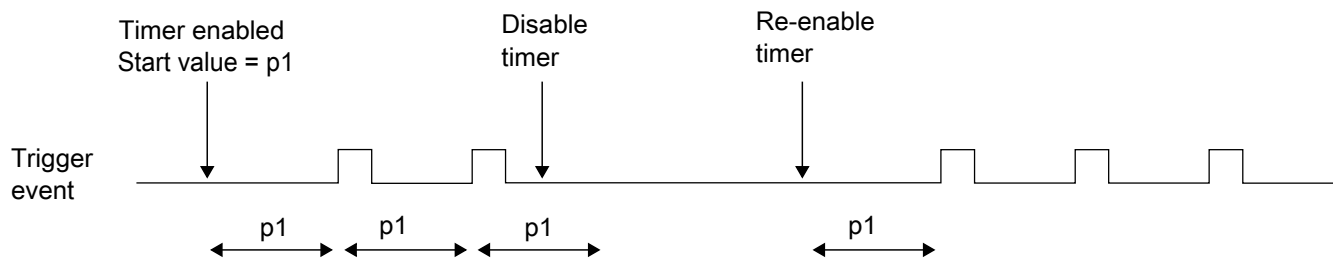 Timer enabled
Start value = p1
Disable
timer
Re-enable
timer
Trigger
event
p1
p1
p1
p1